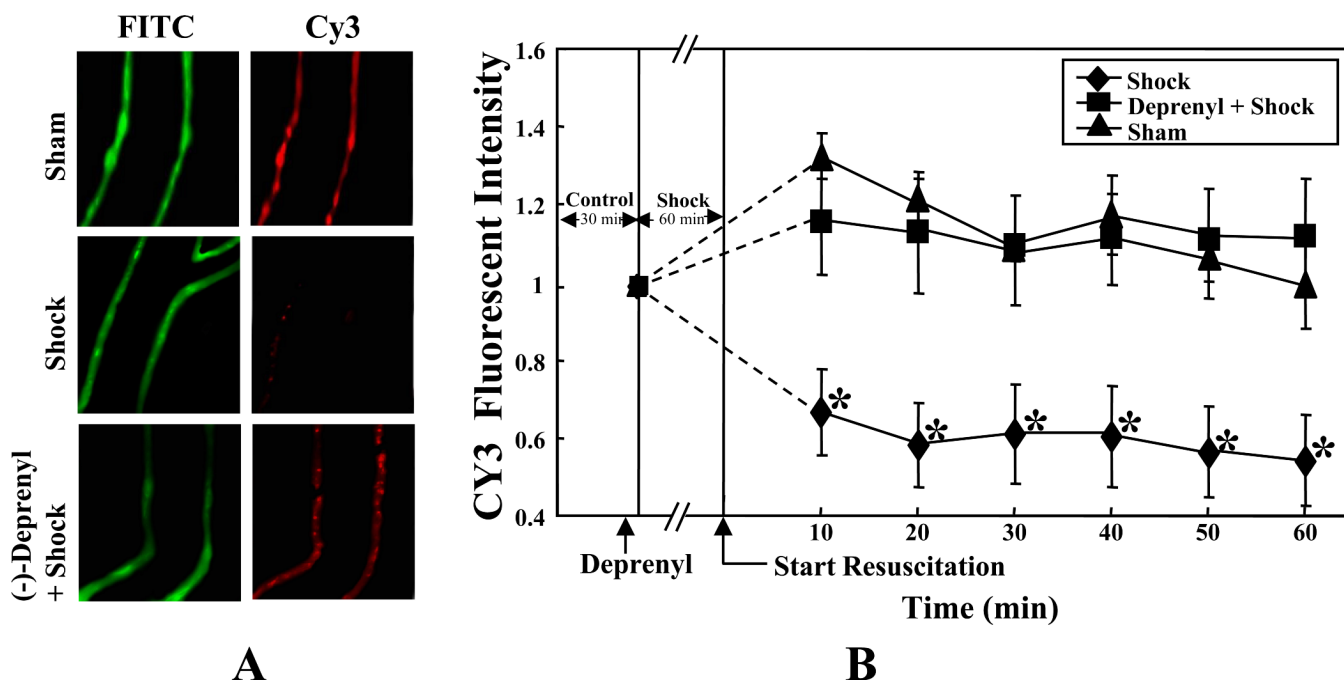 FITC Cy3
Sham
Shock
(-)-Deprenyl
+ Shock
A
CY3 Fluorescent Intensity
1.6
1.4
1.2
1
0.8
0.6
0.4
Control
30 min
Shock
60 min
Shock
Deprenyl + Shock
Sham
*
*
*
*
*
*
10 20 30 40 50 60
Deprenyl
Start Resuscitation
Time (min)
B